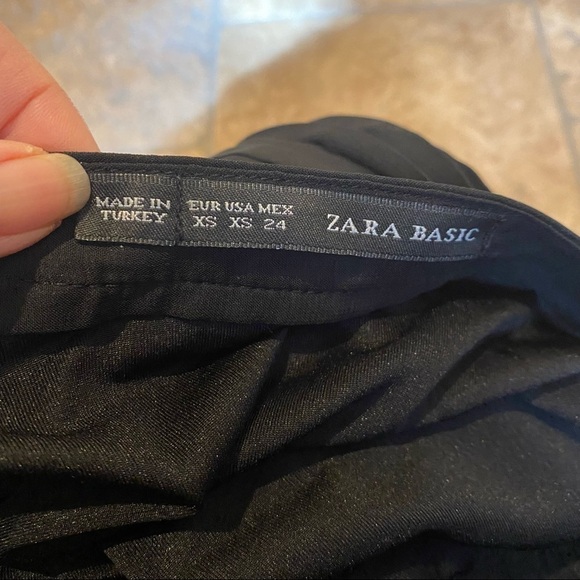 MADE IN
TURKEY
EUR USA MEX
XS XS 24
ZARA BASIC